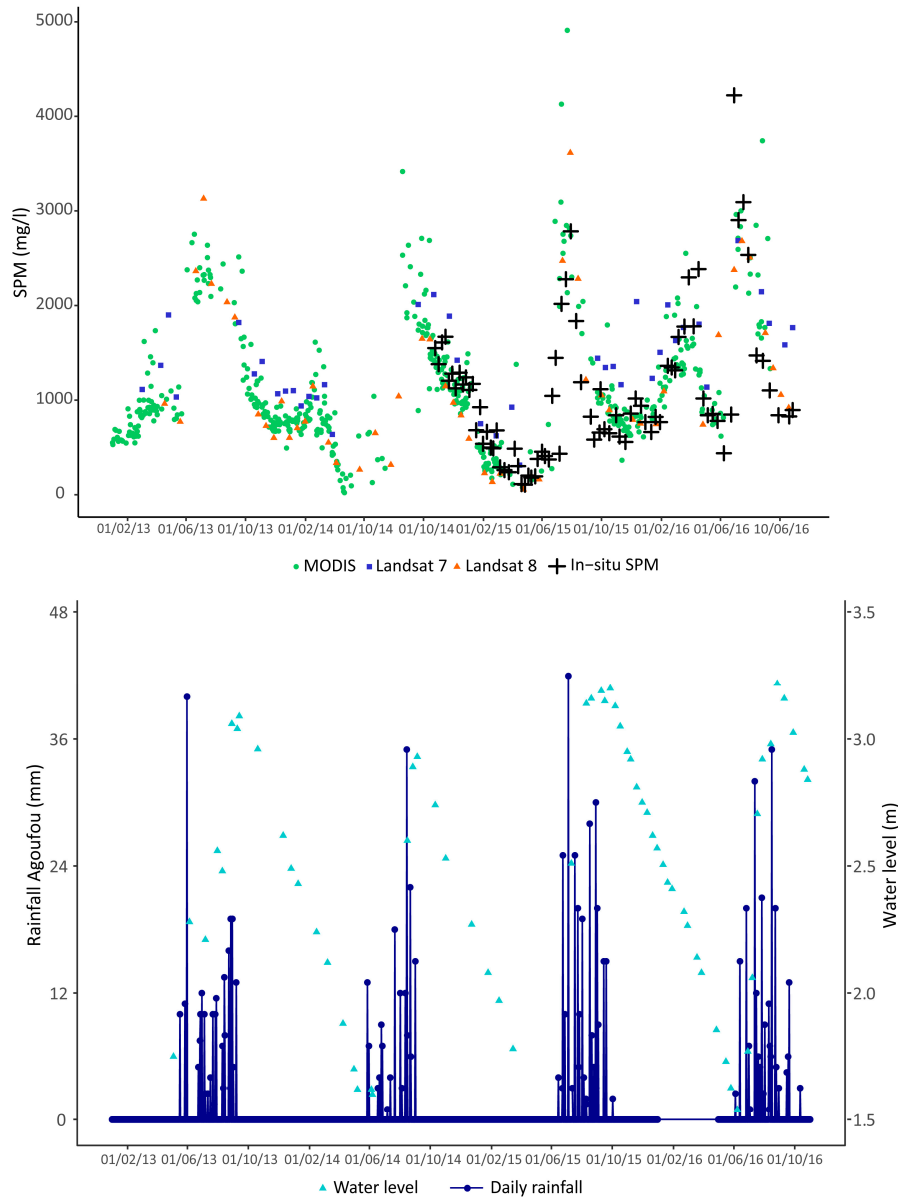 5000
4000
3000
2000
1000
0
SPM (mg/l)
01/02/13 01/06/13 01/10/13 01/02/14 01/10/14 01/10/14 01/02/15 01/06/15 01/10/15 01/02/16 01/06/16 10/06/16
MODIS Landsat 7 Landsat 8 In−situ SPM
48
36
24
12
0
Rainfall Agoufou (mm)
3.5
3.0
2.5
2.0
1.5
Water level (m)
01/02/13 01/06/13 01/10/13 01/02/14 01/06/14 01/10/14 01/02/15 01/06/15 01/10/15 01/02/16 01/06/16 01/10/16
Water level Daily rainfall